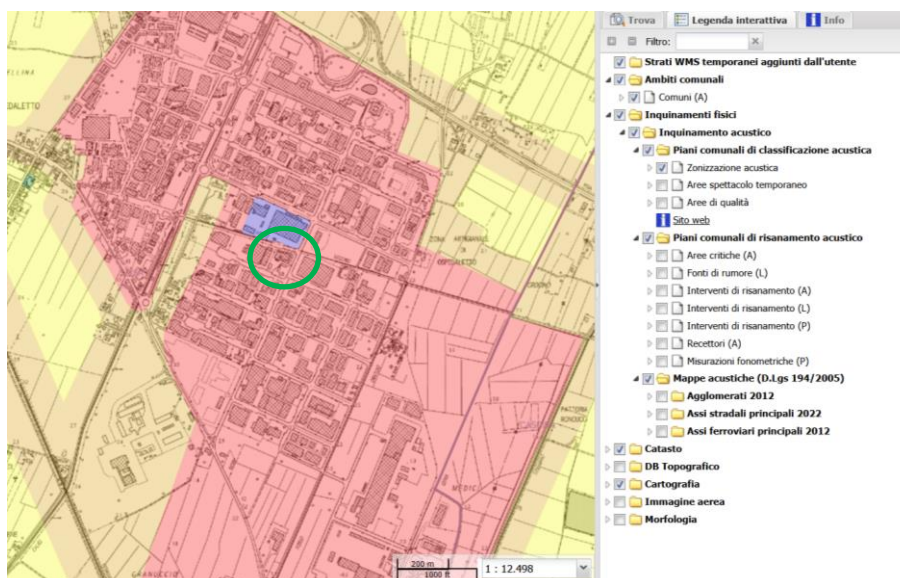 Trova Legenda interattiva Info
Filtro:
Strati WMS temporanei aggiunti dall'utente
Ambiti comunali
Comuni (A)
Inquinamenti fisici
Inquinamento acustico
Piani comunali di classificazione acustica
Zonizzazione acustica
Aree spettacolo temporaneo
Aree di qualità
Sito web
Piani comunali di risanamento acustico
Aree critiche (A)
Fonti di rumore (L)
Interventi di risanamento (A)
Interventi di risanamento (L)
Interventi di risanamento (P)
Recettori (A)
Misurazioni fonometriche (P)
Mappe acustiche (D.Lgs 194/2005)
Agglomerati 2012
Assi stradali principali 2022
Assi ferroviari principali 2012
Catasto
DB Topografico
Cartografia
Immagine aerea
Morfologia
ZONA ARTIGIANALE
DI
OSPEDALETTO
200 m
1000 ft
1 : 12.498